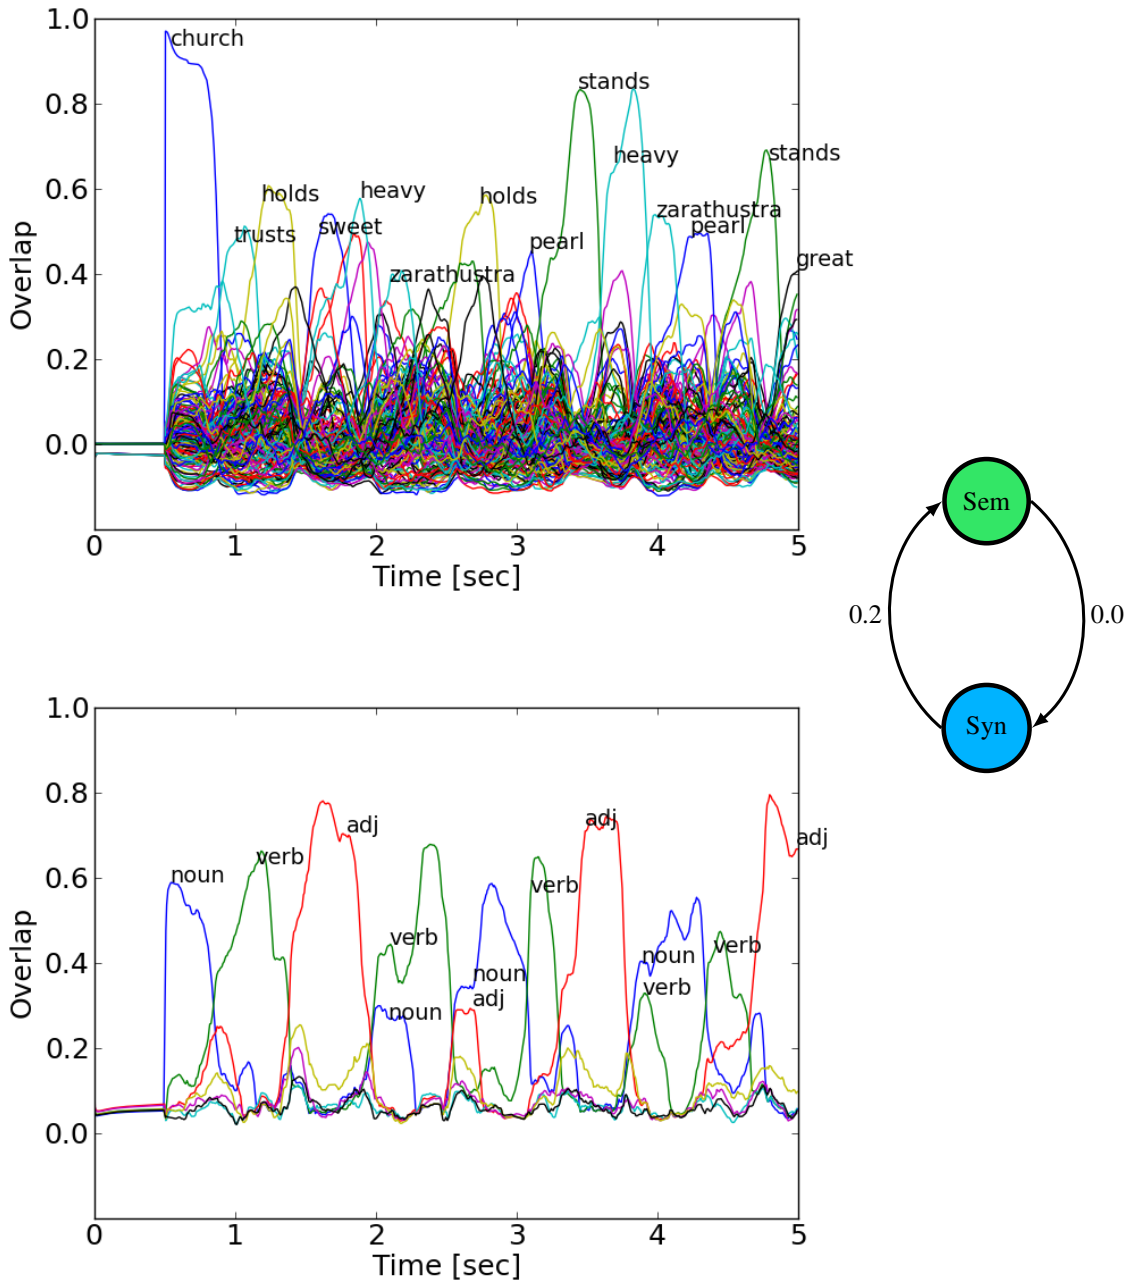 1.0
church
stands
0.8
heavy
stands
0.6
holds
heavy
holds
zarathustra
trusts
sweet
pearl
pearl
Overlap
0.4
zarathustra
great
0.2
0.0
0 1 2 3 4 5
Time [sec]
Sem
0.2 0.0
Syn
1.0
0.8
adj
adj
adj
verb
0.6
noun
verb
Overlap
0.4
verb
noun
verb
noun
adj
verb
noun
0.2
0.0
0 1 2 3 4 5
Time [sec]